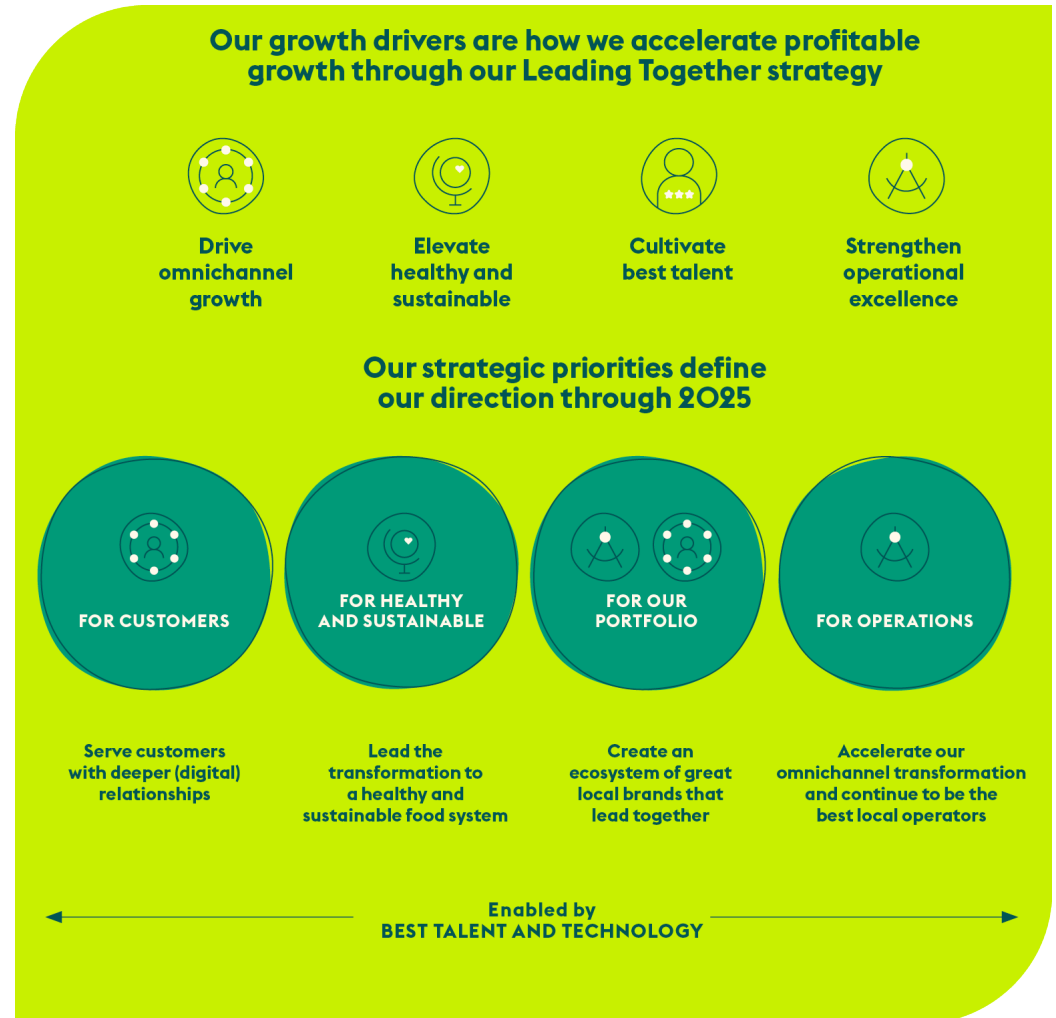 Our growth drivers are how we accelerate profitable
growth through our Leading Together strategy
Drive
omnichannel
growth
Elevate
healthy and
sustainable
Cultivate
best talent
Strengthen
operational
excellence
Our strategic priorities define
our direction through 2025
FOR CUSTOMERS
FOR HEALTHY
AND SUSTAINABLE
FOR OUR
PORTFOLIO
FOR OPERATIONS
Serve customers
with deeper (digital)
relationships
Lead the
transformation to
a healthy and
sustainable food system
Create an
ecosystem of great
local brands that
lead together
Accelerate our
omnichannel transformation
and continue to be the
best local operators
Enabled by
BEST TALENT AND TECHNOLOGY